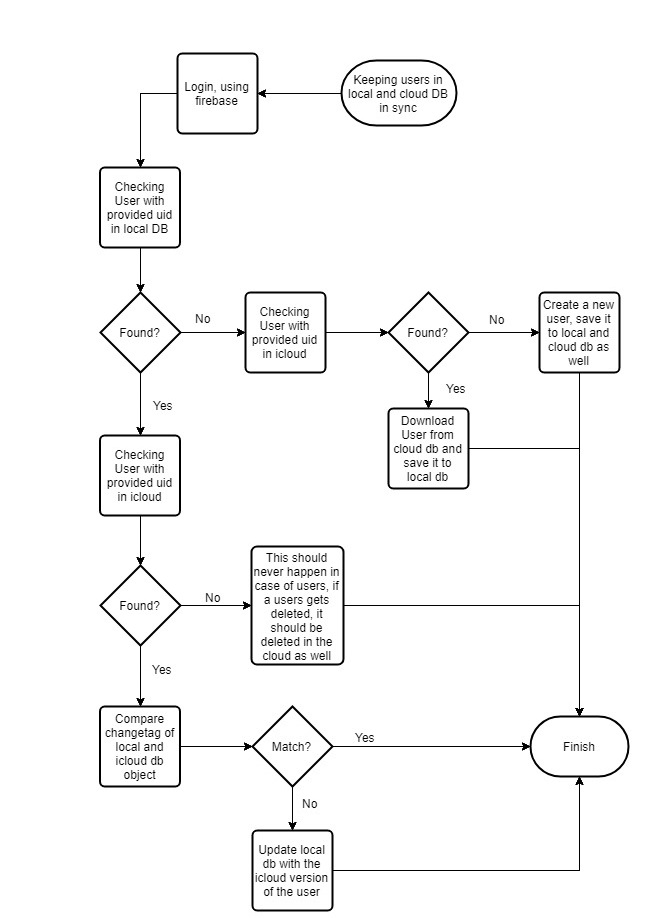 Keeping users in
local and cloud DB
in sync
Login, using
firebase
Checking
User with
provided uid
in local DB
Found?
No
Checking
User with
provided uid
in icloud
Found?
No
Create a new
user, save it
to local and
cloud db as
well
Yes
Yes
Download
User from
cloud db and
save it to
local db
Checking
User with
provided uid
in icloud
Found?
No
This should
never happen in
case of users, if
a users gets
deleted, it
should be
deleted in the
cloud as well
Yes
Compare
changetag of
local and
icloud db
object
Match?
Yes
Finish
No
Update local
db with the
icloud version
of the user